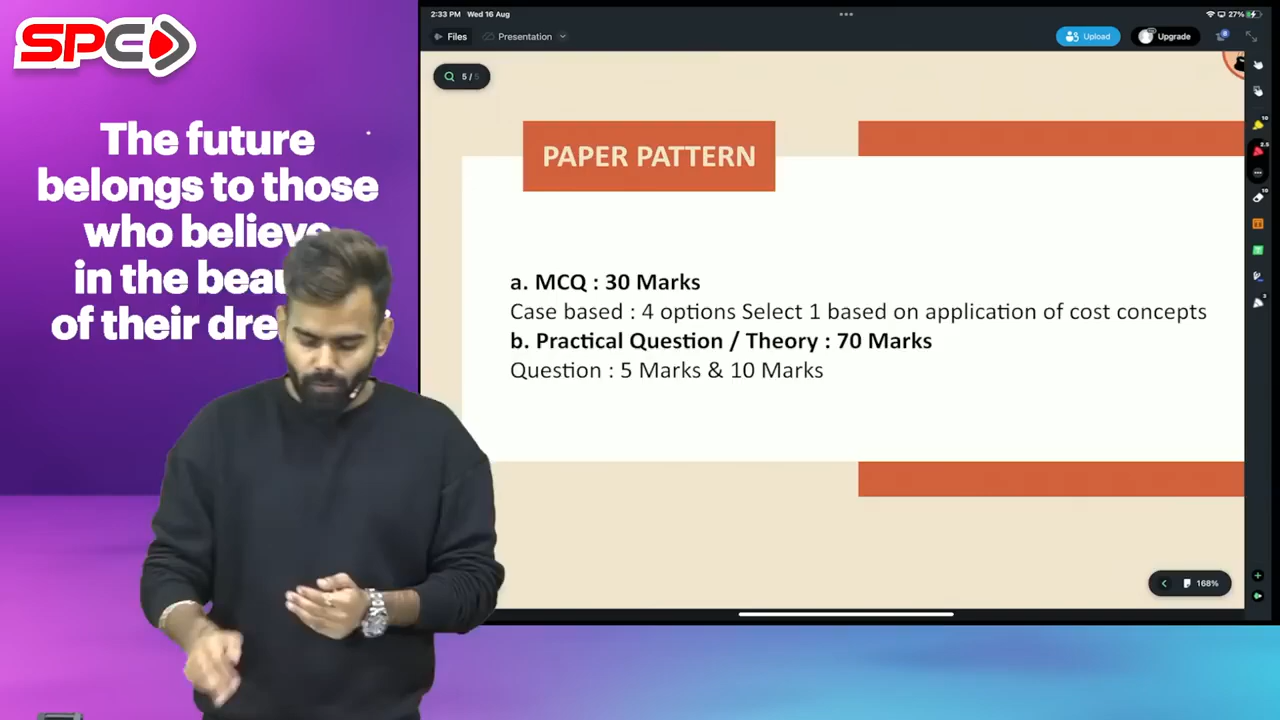 SPC
The future
belongs to those
who believe
in the beau
of their dre
2:33 PM Wed 16 Aug
27%
Files
Presentation
Upload
Upgrade
5 / 5
PAPER PATTERN
a. MCQ : 30 Marks
Case based : 4 options Select 1 based on application of cost concepts
b. Practical Question / Theory : 70 Marks
Question : 5 Marks & 10 Marks
168%